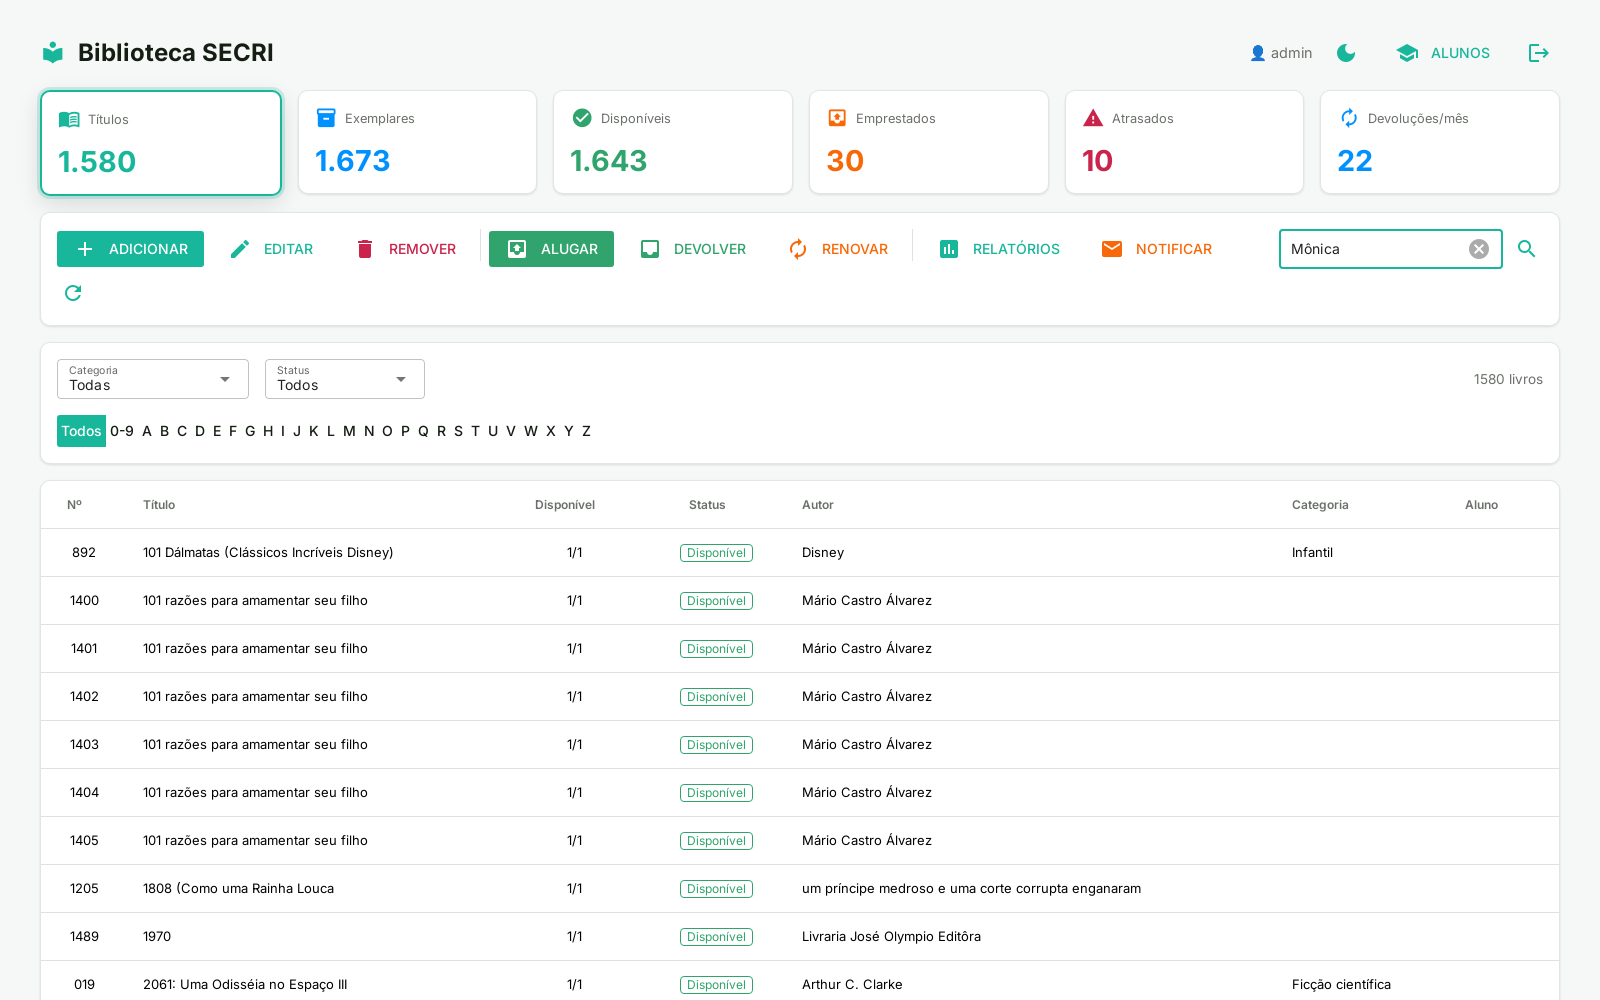 Biblioteca SECRI
admin
ALUNOS
Títulos
1.580
Exemplares
1.673
Disponíveis
1.643
Emprestados
30
Atrasados
10
Devoluções/mês
22
ADICIONAR
EDITAR
REMOVER
ALUGAR
DEVOLVER
RENOVAR
RELATÓRIOS
NOTIFICAR
Mônica
Categoria
Todas
Status
Todos
1580 livros
Todos 0-9 A B C D E F G H I J K L M N O P Q R S T U V W X Y Z
Nº Título Disponível Status Autor Categoria Aluno
892 101 Dálmatas (Clássicos Incríveis Disney) 1/1 Disponível Disney Infantil
1400 101 razões para amamentar seu filho 1/1 Disponível Mário Castro Álvarez
1401 101 razões para amamentar seu filho 1/1 Disponível Mário Castro Álvarez
1402 101 razões para amamentar seu filho 1/1 Disponível Mário Castro Álvarez
1403 101 razões para amamentar seu filho 1/1 Disponível Mário Castro Álvarez
1404 101 razões para amamentar seu filho 1/1 Disponível Mário Castro Álvarez
1405 101 razões para amamentar seu filho 1/1 Disponível Mário Castro Álvarez
1205 1808 (Como uma Rainha Louca 1/1 Disponível um príncipe medroso e uma corte corrupta enganaram
1489 1970 1/1 Disponível Livraria José Olympio Editôra
019 2061: Uma Odisséia no Espaço III 1/1 Disponível Arthur C. Clarke Ficção científica